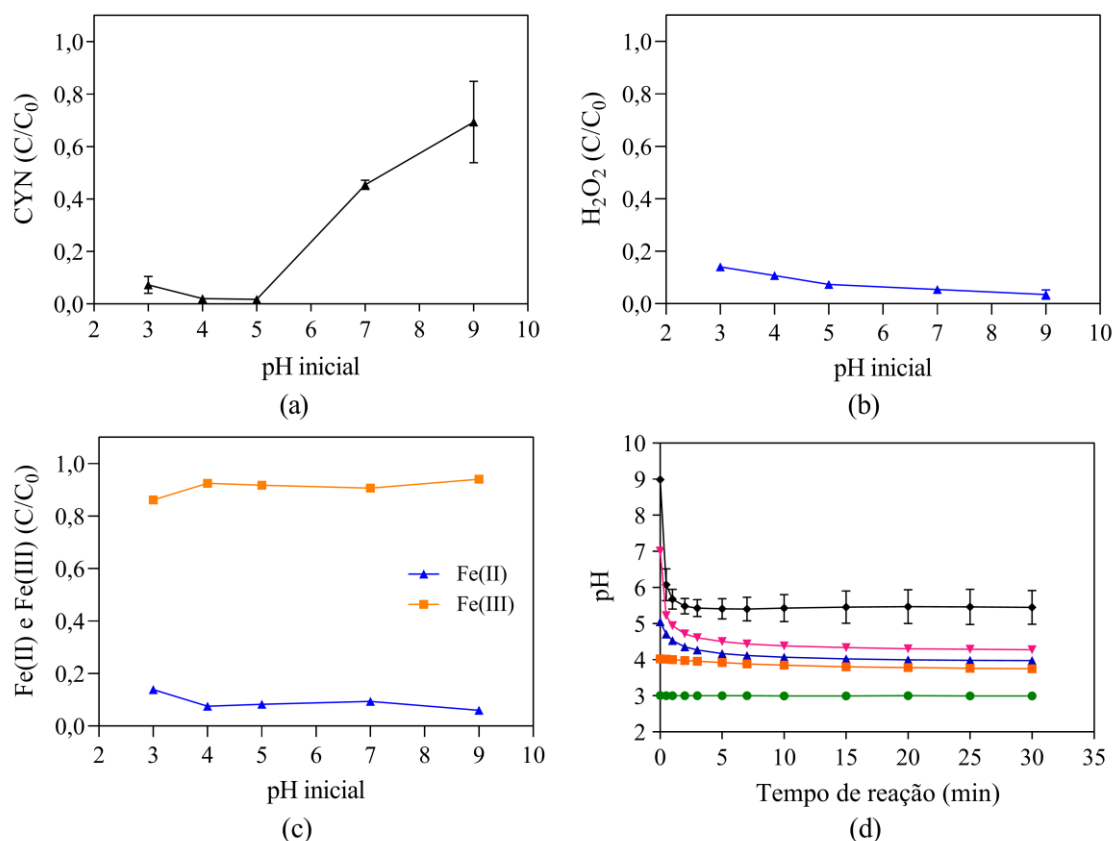 1,0
0,8
0,6
0,4
0,2
0,0
CYN (C/C₀)
2 3 4 5 6 7 8 9 10
pH inicial
(a)
1,0
0,8
0,6
0,4
0,2
0,0
H₂O₂ (C/C₀)
2 3 4 5 6 7 8 9 10
pH inicial
(b)
1,0
0,8
0,6
0,4
0,2
0,0
Fe(II) e Fe(III) (C/C₀)
Fe(II)
Fe(III)
2 3 4 5 6 7 8 9 10
pH inicial
(c)
10
9
8
7
6
5
4
3
2
pH
0 5 10 15 20 25 30 35
Tempo de reação (min)
(d)